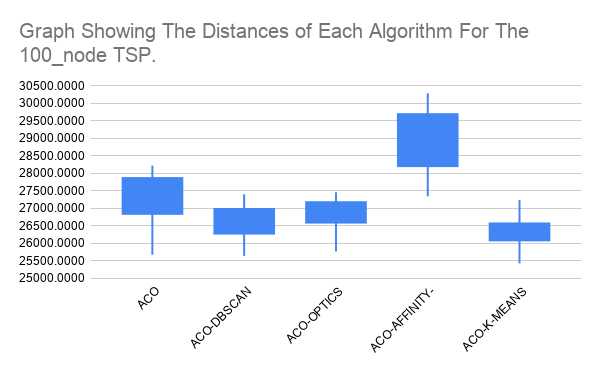 Graph Showing The Distances of Each Algorithm For The
100_node TSP.
30500.0000
30000.0000
29500.0000
29000.0000
28500.0000
28000.0000
27500.0000
27000.0000
26500.0000
26000.0000
25500.0000
25000.0000
ACO
ACO-DBSCAN
ACO-OPTICS
ACO-AFFINITY-
ACO-K-MEANS